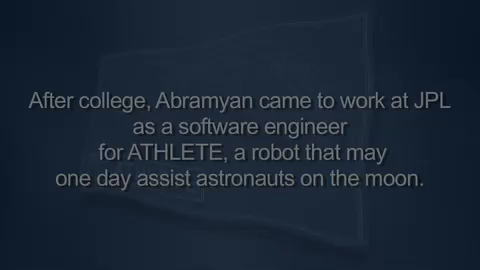 After college, Abramyan came to work at JPL
as a software engineer
for ATHLETE, a robot that may
one day assist astronauts on the moon.